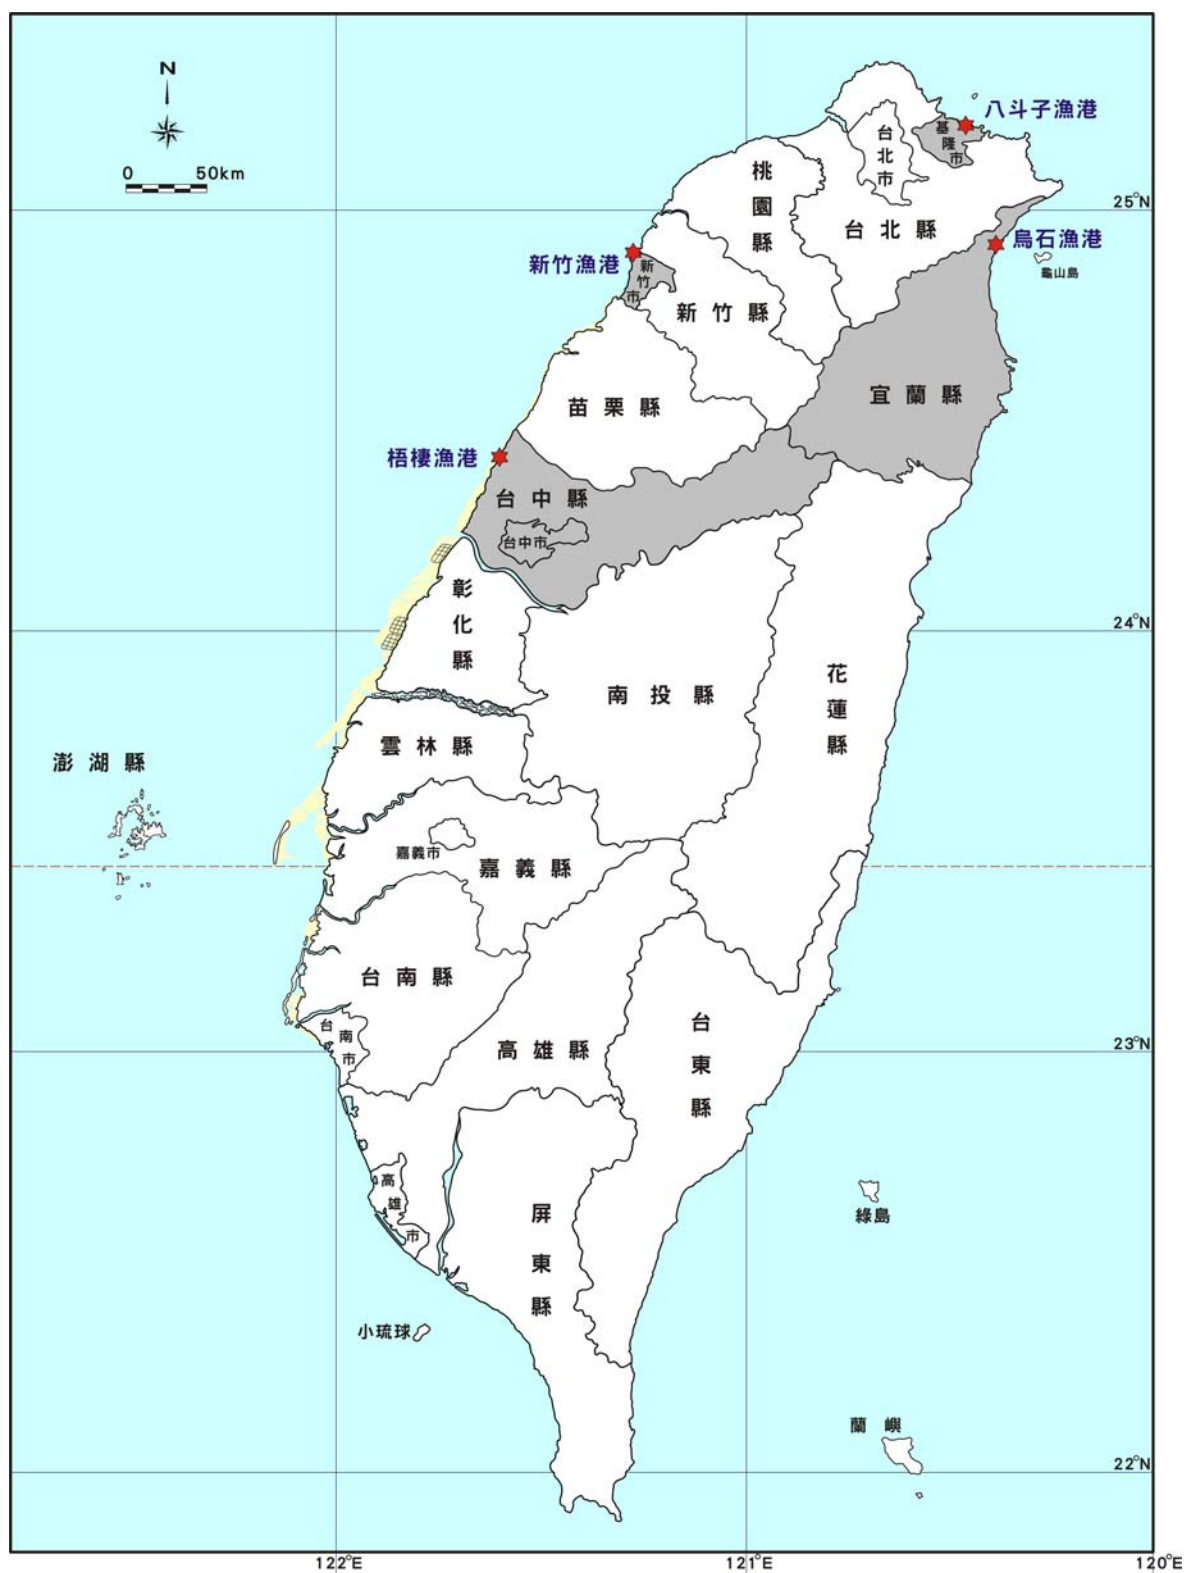 N
0 50km
八斗子漁港
基隆市
台北市
桃園縣
25°N
台北縣
烏石漁港
龜山島
新竹漁港
新竹市
新竹縣
宜蘭縣
苗栗縣
梧棲漁港
台中縣
台中市
彰化縣
24°N
南投縣
花蓮縣
雲林縣
澎湖縣
嘉義市
嘉義縣
台南縣
台南市
台東縣
高雄縣
23°N
高雄市
屏東縣
綠島
小琉球
蘭嶼
22°N
122°E
121°E
120°E